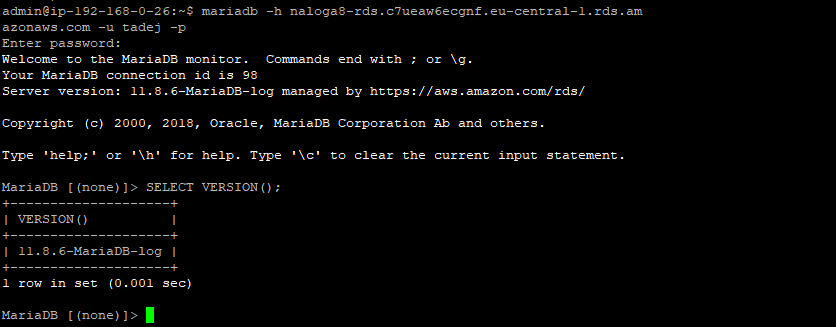 admin@ip-192-168-0-26:~$ mariadb -h naloga8-rds.c7ueaw6ecgnf.eu-central-1.rds.am
azonaws.com -u tadej -p
Enter password:
Welcome to the MariaDB monitor.  Commands end with ; or \g.
Your MariaDB connection id is 98
Server version: 11.8.6-MariaDB-log managed by https://aws.amazon.com/rds/

Copyright (c) 2000, 2018, Oracle, MariaDB Corporation Ab and others.

Type 'help;' or '\h' for help. Type '\c' to clear the current input statement.

MariaDB [(none)]> SELECT VERSION();
+--------------------+
| VERSION()          |
+--------------------+
| 11.8.6-MariaDB-log |
+--------------------+
1 row in set (0.001 sec)

MariaDB [(none)]>